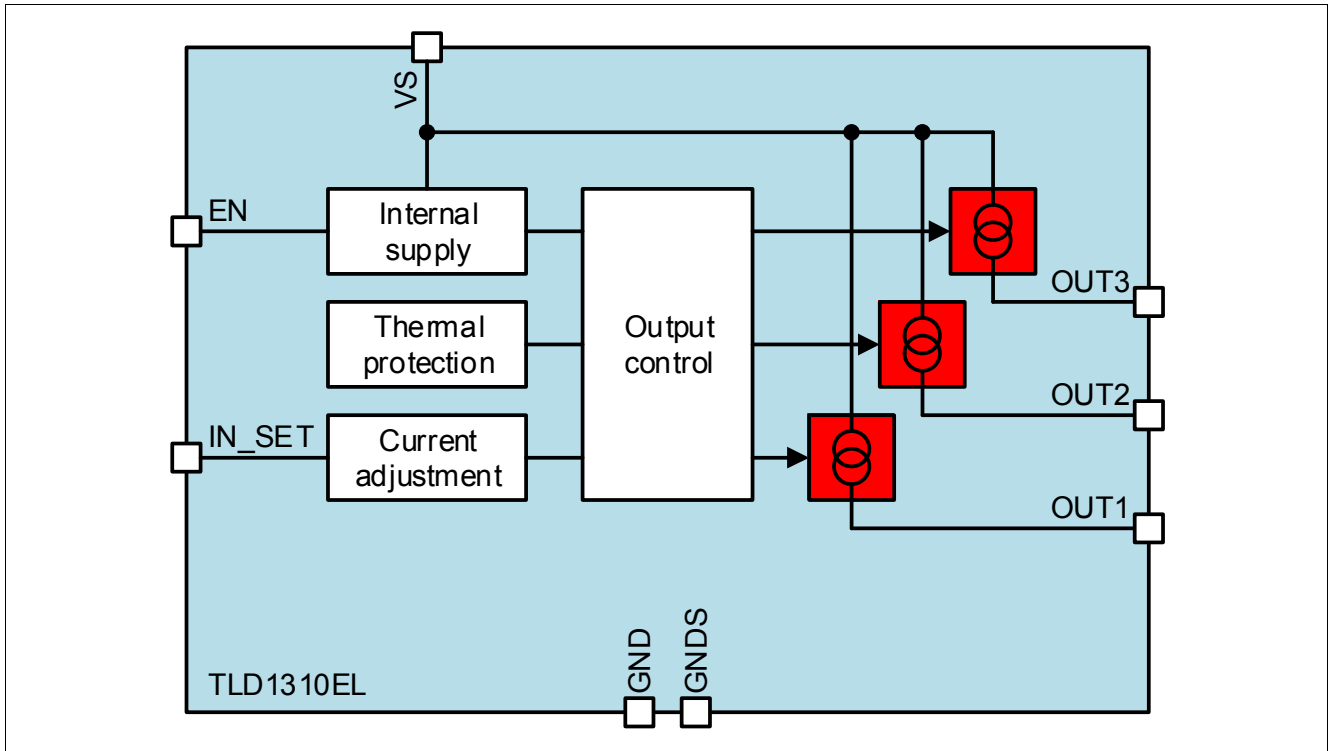 VS
EN
Internal
supply
Thermal
protection
Output
control
OUT3
OUT2
IN_SET
Current
adjustment
OUT1
GND
GNDS
TLD1310EL